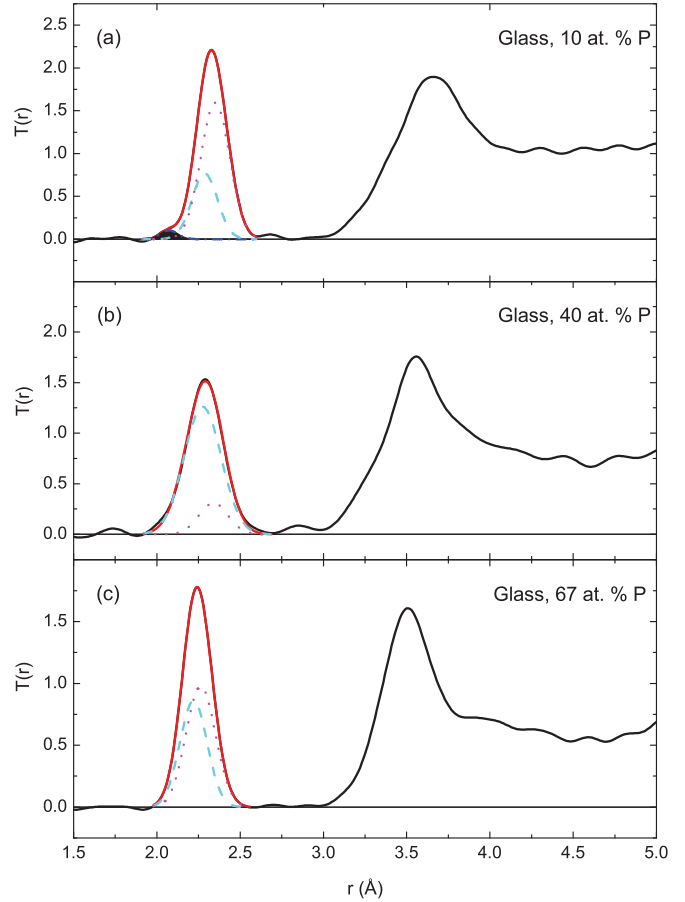 (a)
Glass, 10 at. % P
T(r)
2.5
2.0
1.5
1.0
0.5
0.0
(b)
Glass, 40 at. % P
T(r)
2.0
1.5
1.0
0.5
0.0
(c)
Glass, 67 at. % P
T(r)
1.5
1.0
0.5
0.0
1.5 2.0 2.5 3.0 3.5 4.0 4.5 5.0
r (Å)